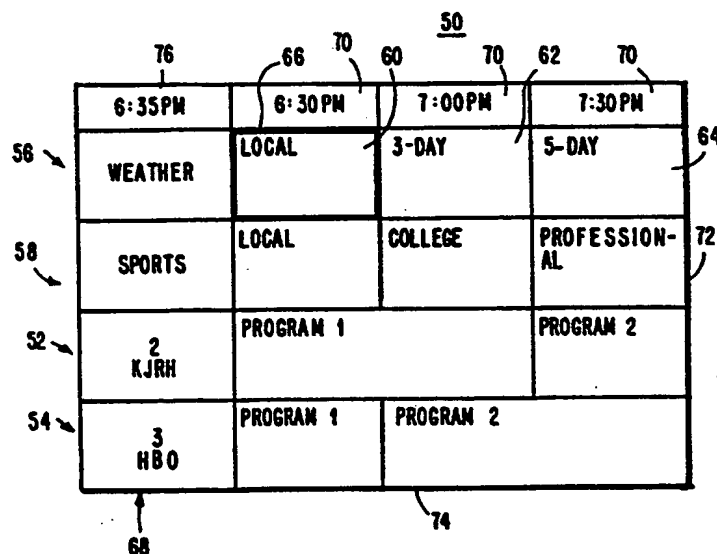 50
76 66 70 60 70 62 70
6:35PM 6:30PM 7:00PM 7:30PM
56 WEATHER LOCAL 3-DAY 5-DAY 64
58 SPORTS LOCAL COLLEGE PROFESSION-
AL 72
52 2
KJRH PROGRAM 1 PROGRAM 2
54 3
HBO PROGRAM 1 PROGRAM 2
68 74